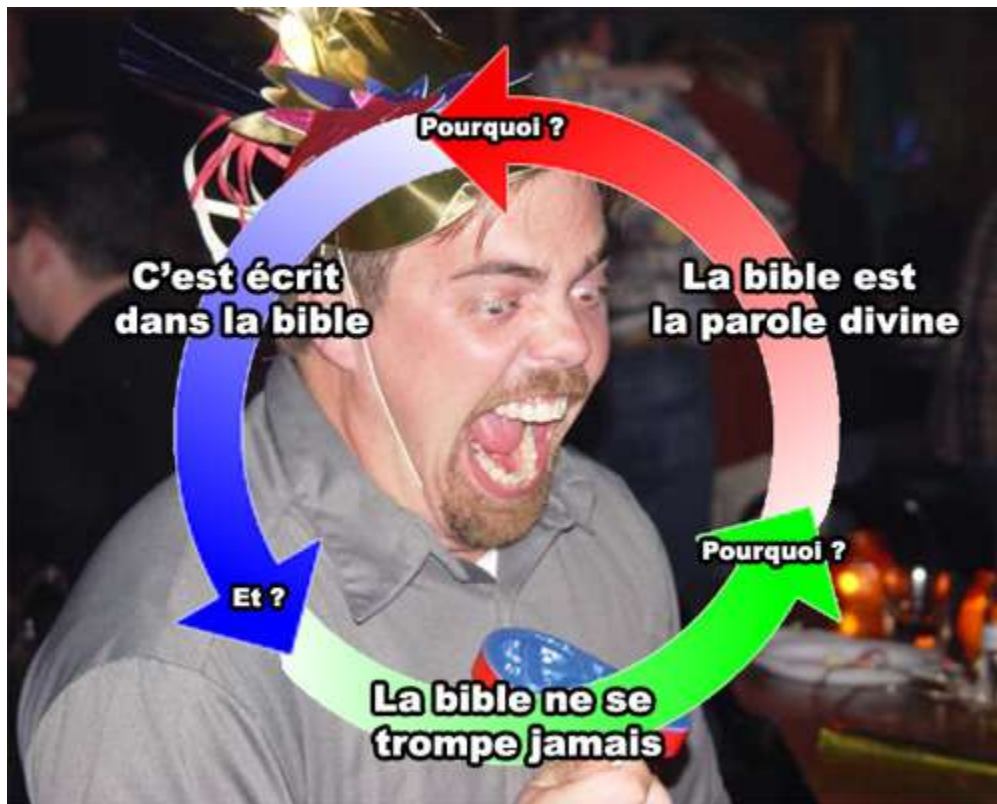 Pourquoi ?
C'est écrit
dans la bible
La bible est
la parole divine
Pourquoi ?
Et ?
La bible ne se
trompe jamais